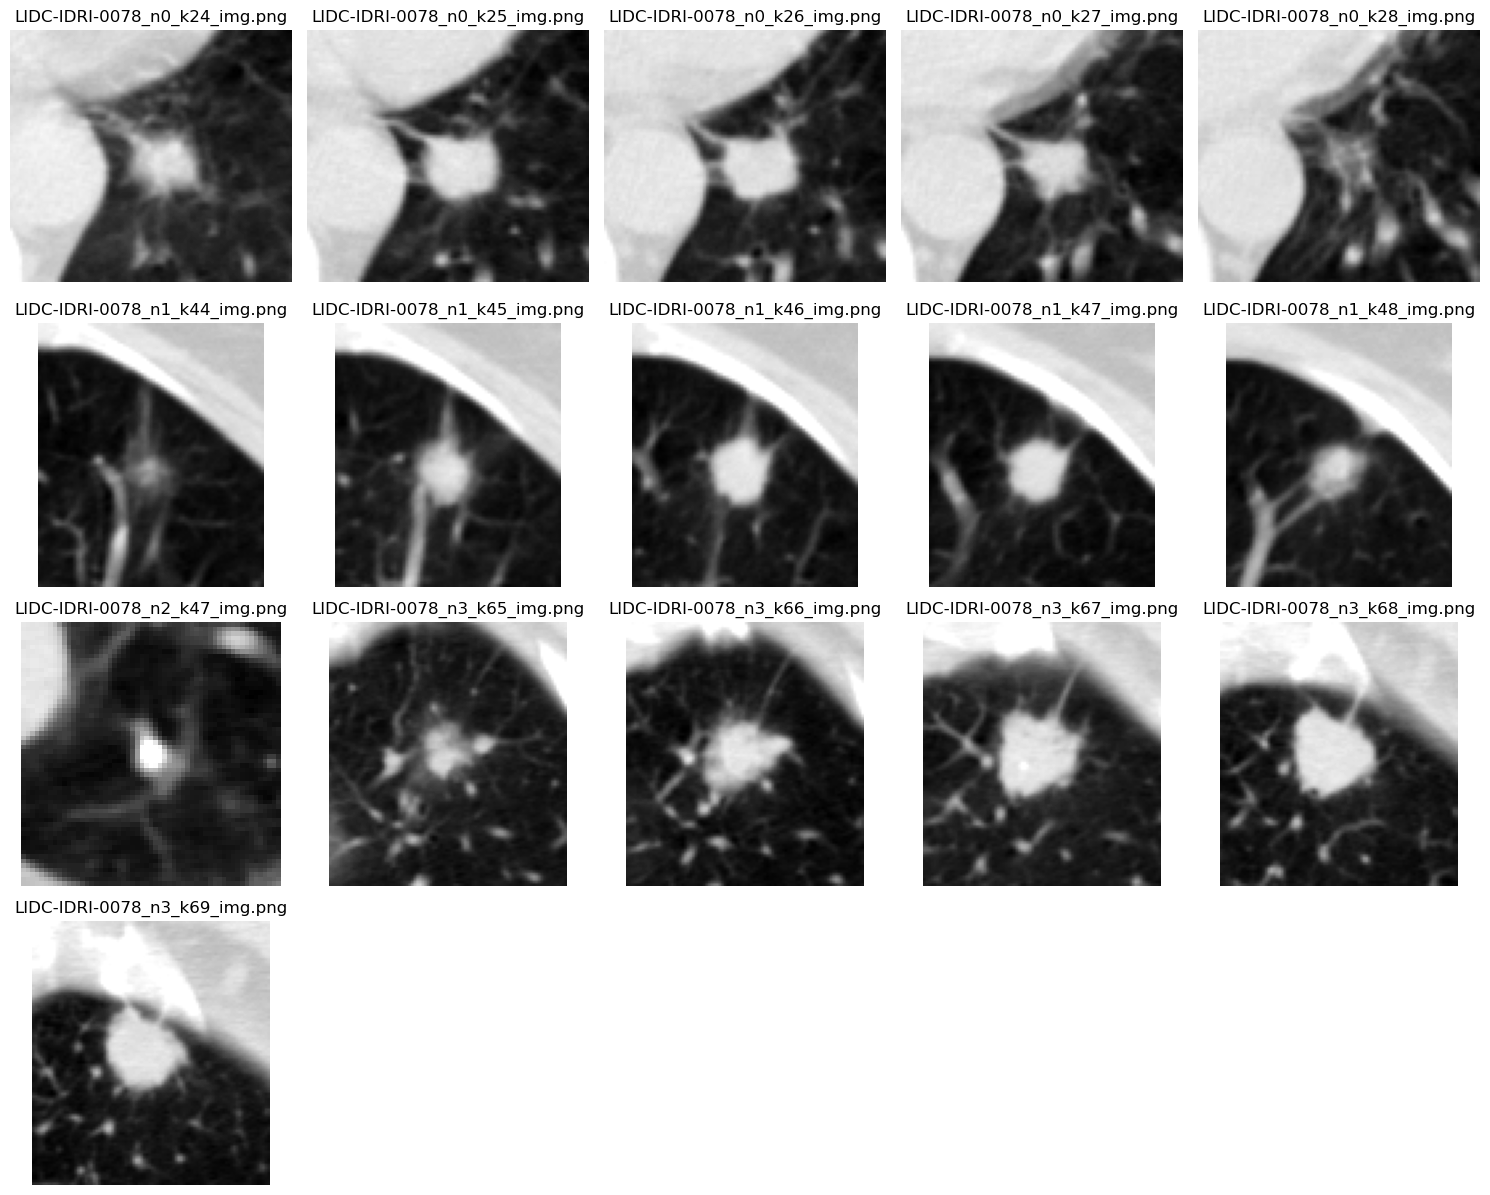 LIDC-IDRI-0078_n0_k24_img.png
LIDC-IDRI-0078_n0_k25_img.png
LIDC-IDRI-0078_n0_k26_img.png
LIDC-IDRI-0078_n0_k27_img.png
LIDC-IDRI-0078_n0_k28_img.png
LIDC-IDRI-0078_n1_k44_img.png
LIDC-IDRI-0078_n1_k45_img.png
LIDC-IDRI-0078_n1_k46_img.png
LIDC-IDRI-0078_n1_k47_img.png
LIDC-IDRI-0078_n1_k48_img.png
LIDC-IDRI-0078_n2_k47_img.png
LIDC-IDRI-0078_n3_k65_img.png
LIDC-IDRI-0078_n3_k66_img.png
LIDC-IDRI-0078_n3_k67_img.png
LIDC-IDRI-0078_n3_k68_img.png
LIDC-IDRI-0078_n3_k69_img.png